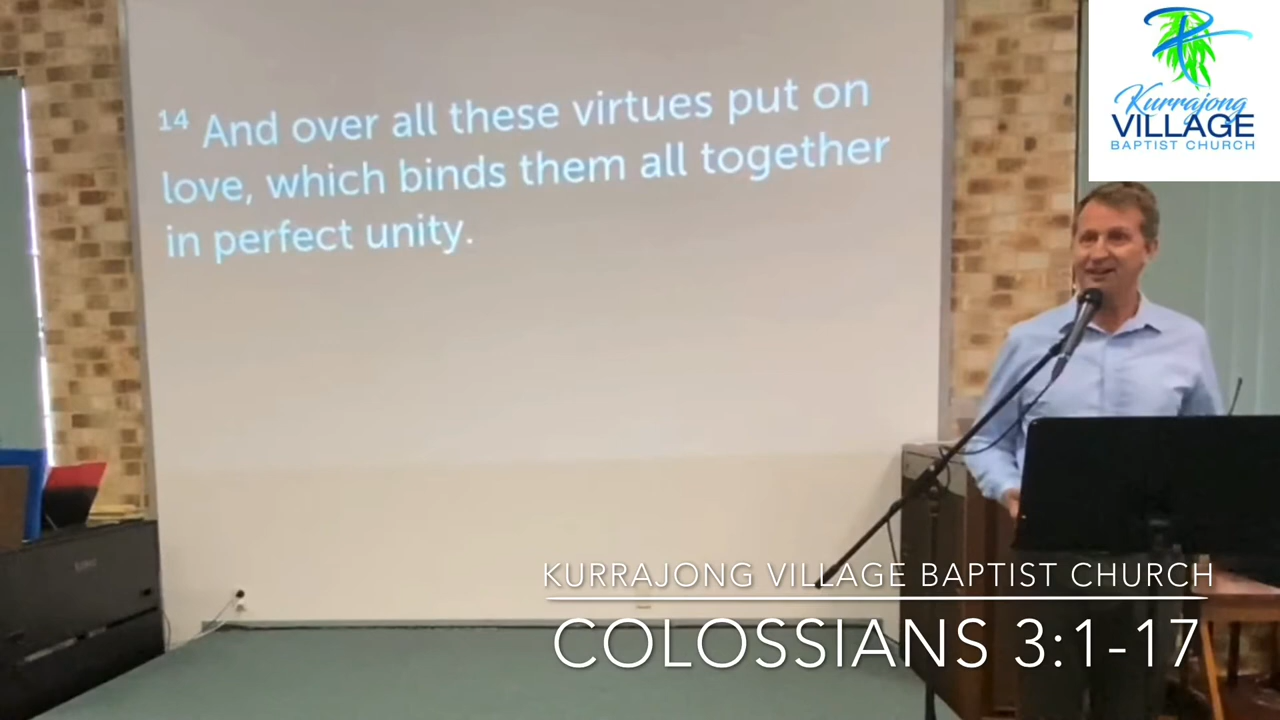 14 And over all these virtues put on
love, which binds them all together
in perfect unity.
Kurrajong
VILLAGE
BAPTIST CHURCH
KURRAJONG VILLAGE BAPTIST CHURCH
COLOSSIANS 3:1-17